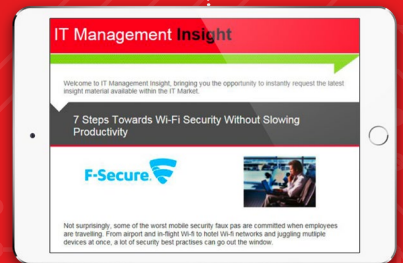 IT Management Insight
Welcome to IT Management Insight, bringing you the opportunity to instantly request the latest
insight material available within the IT Market.
7 Steps Towards Wi-Fi Security Without Slowing
Productivity
F-Secure.
Not surprisingly, some of the worst mobile security faux pas are committed when employees
are travelling. From airport and in-flight Wi-fi to hotel Wi-fi networks and juggling mutliple
devices at once, a lot of security best practises can go out the window.